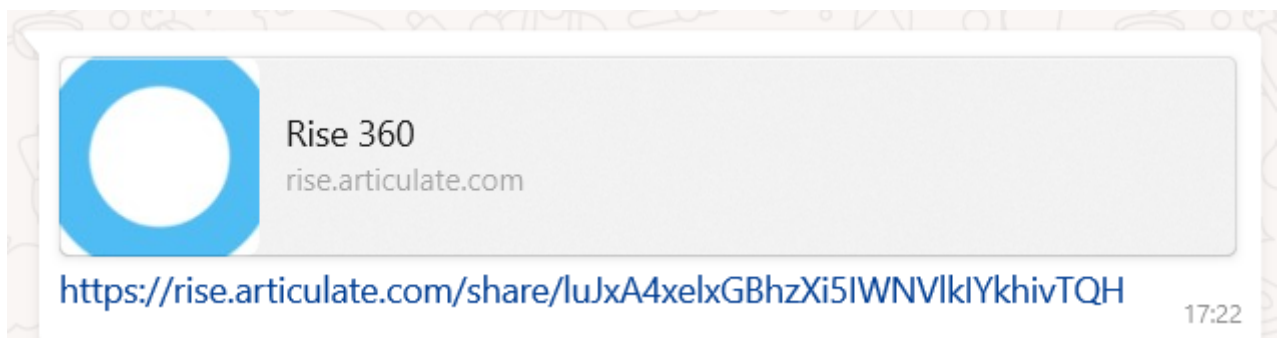 Rise 360
rise.articulate.com
https://rise.articulate.com/share/luJxA4xelxGBhzXi5IWNVlkIYkhivTQH
17:22